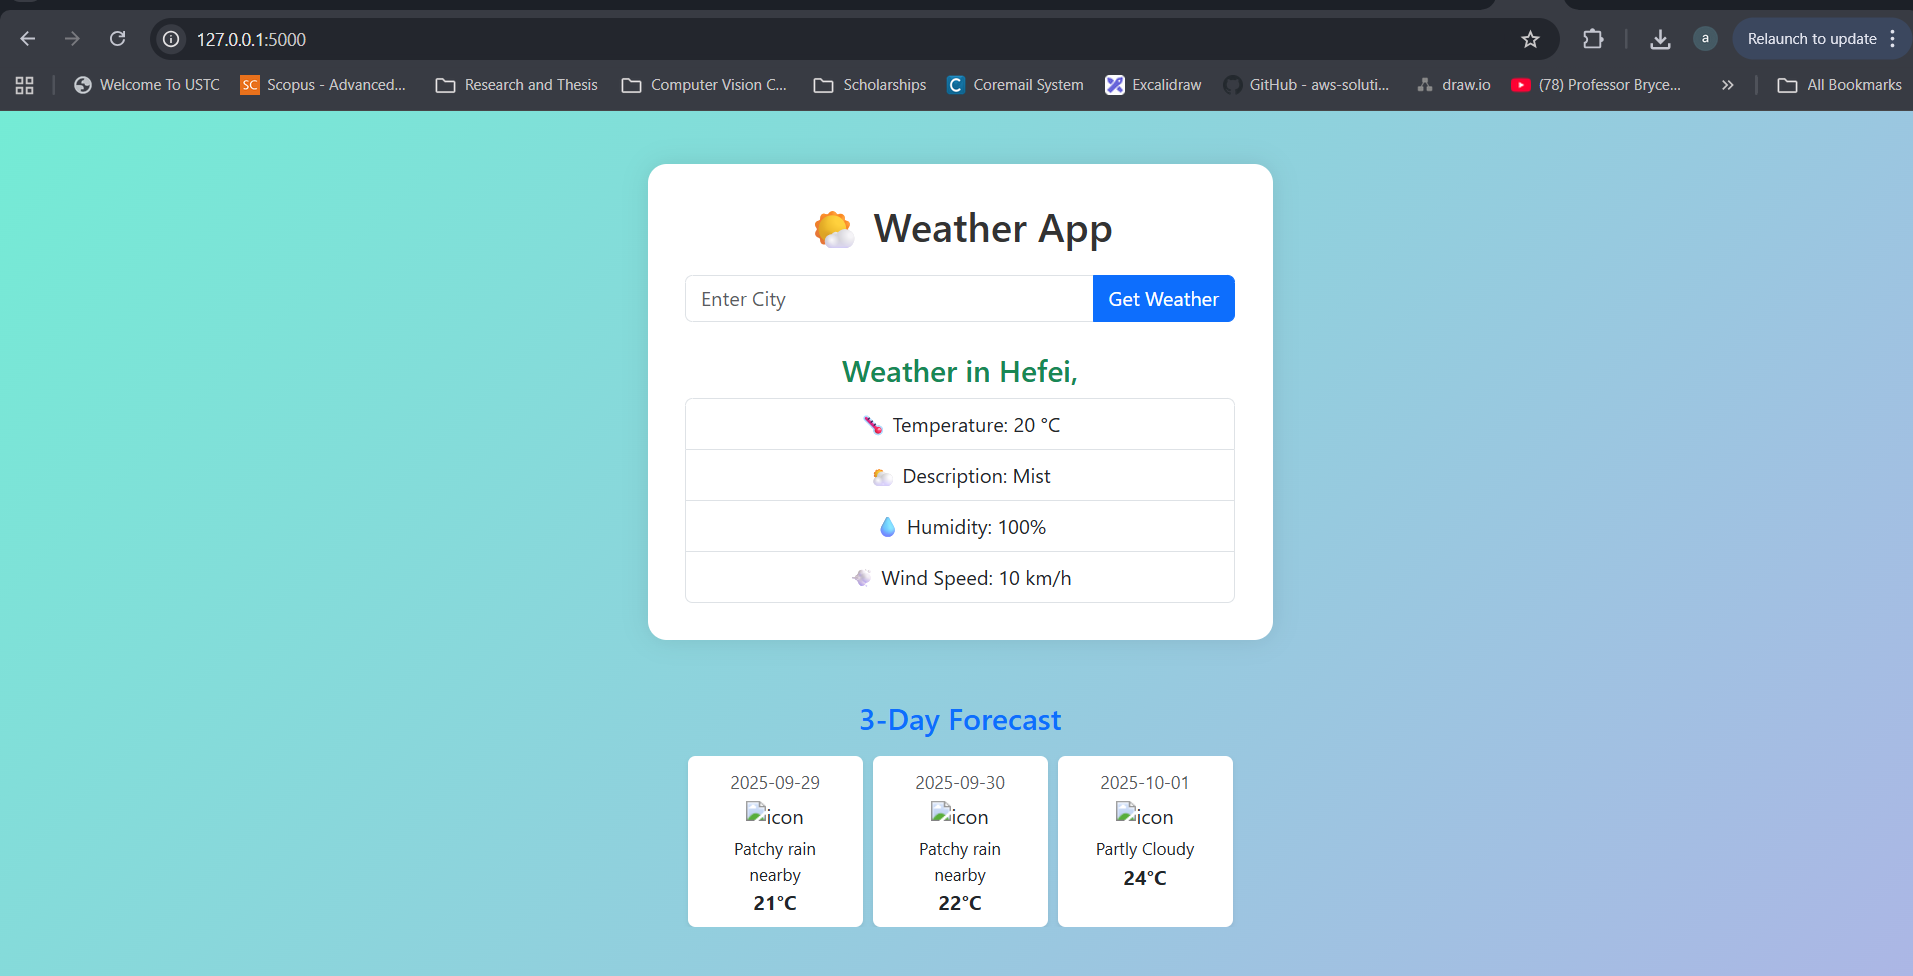 127.0.0.1:5000
a
Relaunch to update
Welcome To USTC
SC
Scopus - Advanced...
Research and Thesis
Computer Vision C...
Scholarships
C
Coremail System
Excalidraw
GitHub - aws-soluti...
draw.io
(78) Professor Bryce...
»
All Bookmarks
Weather App
Enter City
Get Weather
Weather in Hefei,
Temperature: 20 °C
Description: Mist
Humidity: 100%
Wind Speed: 10 km/h
3-Day Forecast
2025-09-29
icon
Patchy rain
nearby
21°C
2025-09-30
icon
Patchy rain
nearby
22°C
2025-10-01
icon
Partly Cloudy
24°C